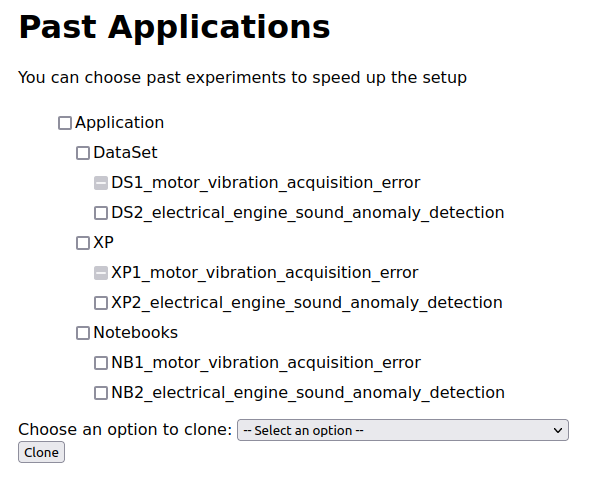 Past Applications
You can choose past experiments to speed up the setup
Application
DataSet
DS1_motor_vibration_acquisition_error
DS2_electrical_engine_sound_anomaly_detection
XP
XP1_motor_vibration_acquisition_error
XP2_electrical_engine_sound_anomaly_detection
Notebooks
NB1_motor_vibration_acquisition_error
NB2_electrical_engine_sound_anomaly_detection
Choose an option to clone: -- Select an option --
Clone